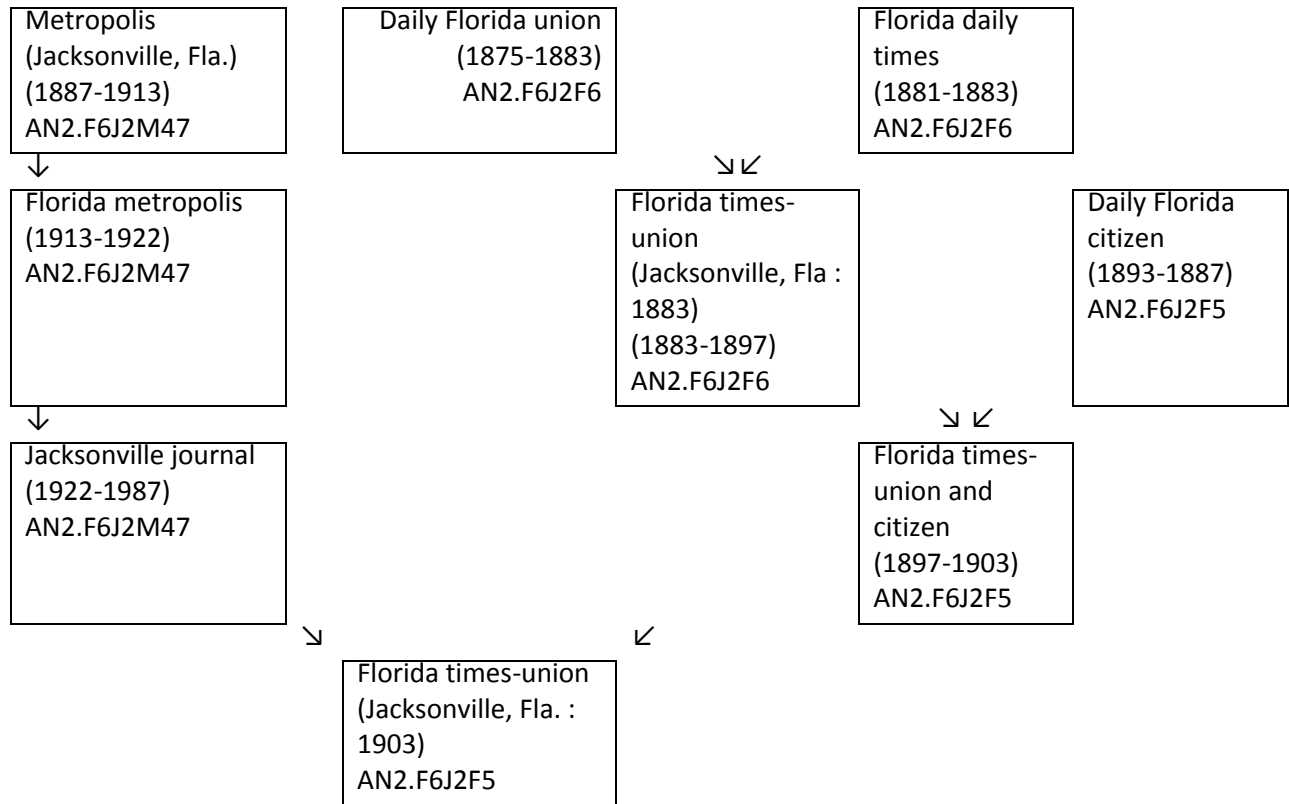 Metropolis
(Jacksonville, Fla.)
(1887-1913)
AN2.F6J2M47
Daily Florida union
(1875-1883)
AN2.F6J2F6
Florida daily
times
(1881-1883)
AN2.F6J2F6
↓
↘↙
Florida metropolis
(1913-1922)
AN2.F6J2M47
Florida times-
union
(Jacksonville, Fla :
1883)
(1883-1897)
AN2.F6J2F6
Daily Florida
citizen
(1893-1887)
AN2.F6J2F5
↓
↘ ↙
Jacksonville journal
(1922-1987)
AN2.F6J2M47
Florida times-
union and
citizen
(1897-1903)
AN2.F6J2F5
↘
↙
Florida times-union
(Jacksonville, Fla. :
1903)
AN2.F6J2F5